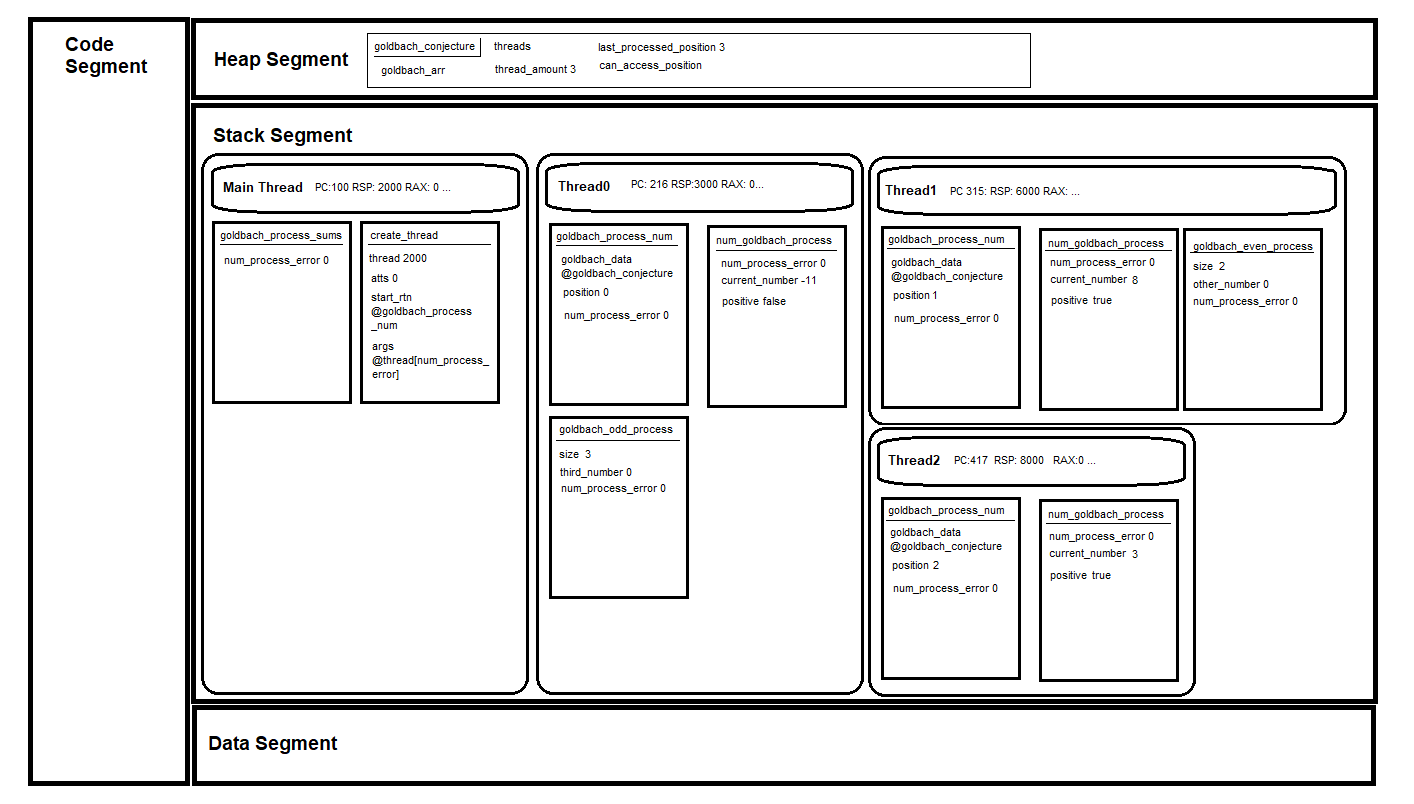 Code
Segment
Heap Segment
goldbach_conjecture
threads
last_processed_position 3
goldbach_arr
thread_amount 3
can_access_position
Stack Segment
Main Thread
PC:100 RSP: 2000 RAX: 0 ...
goldbach_process_sums
num_process_error 0
create_thread
thread 2000
atts 0
start_rtn
@goldbach_process
_num
args
@thread[num_process_
error]
Thread0
PC: 216 RSP:3000 RAX: 0...
goldbach_process_num
goldbach_data
@goldbach_conjecture
position 0
num_process_error 0
num_goldbach_process
num_process_error 0
current_number -11
positive false
goldbach_odd_process
size 3
third_number 0
num_process_error 0
Thread1
PC 315: RSP: 6000 RAX: ...
goldbach_process_num
goldbach_data
@goldbach_conjecture
position 1
num_process_error 0
num_goldbach_process
num_process_error 0
current_number 8
positive true
goldbach_even_process
size 2
other_number 0
num_process_error 0
Thread2
PC:417 RSP: 8000 RAX:0 ...
goldbach_process_num
goldbach_data
@goldbach_conjecture
position 2
num_process_error 0
num_goldbach_process
num_process_error 0
current_number 3
positive true
Data Segment